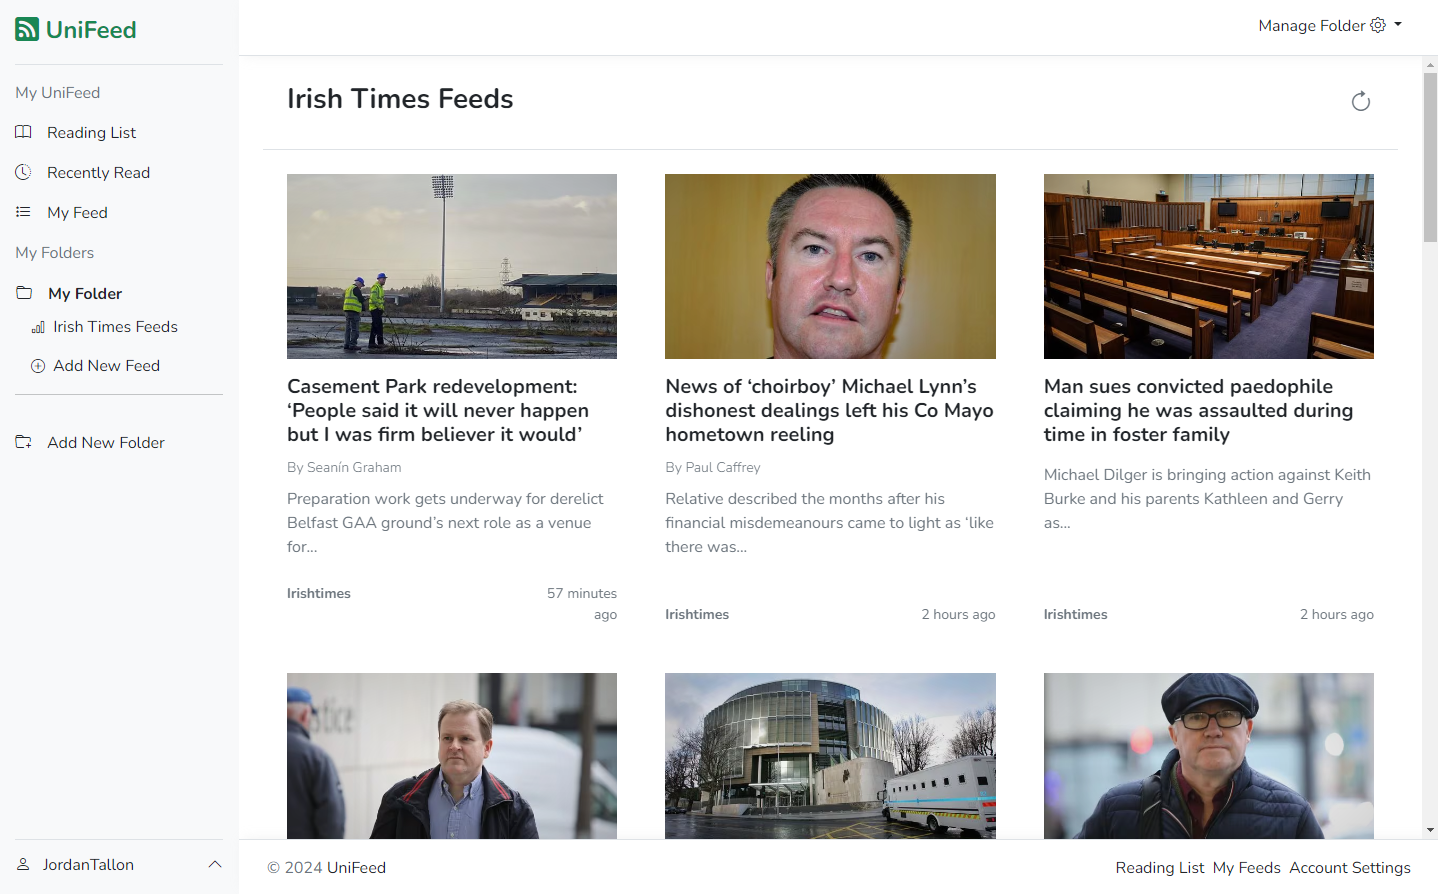 UniFeed
Manage Folder
My UniFeed
Reading List
Recently Read
My Feed
My Folders
My Folder
Irish Times Feeds
Add New Feed
Add New Folder
JordanTallon
Irish Times Feeds
Casement Park redevelopment:
‘People said it will never happen
but I was firm believer it would’
By Seanín Graham
Preparation work gets underway for derelict
Belfast GAA ground’s next role as a venue
for...
Irishtimes
57 minutes
ago
News of ‘choirboy’ Michael Lynn’s
dishonest dealings left his Co Mayo
hometown reeling
By Paul Caffrey
Relative described the months after his
financial misdemeanours came to light as ‘like
there was...
Irishtimes
2 hours ago
Man sues convicted paedophile
claiming he was assaulted during
time in foster family
Michael Dilger is bringing action against Keith
Burke and his parents Kathleen and Gerry
as...
Irishtimes
2 hours ago
© 2024 UniFeed
Reading List My Feeds Account Settings